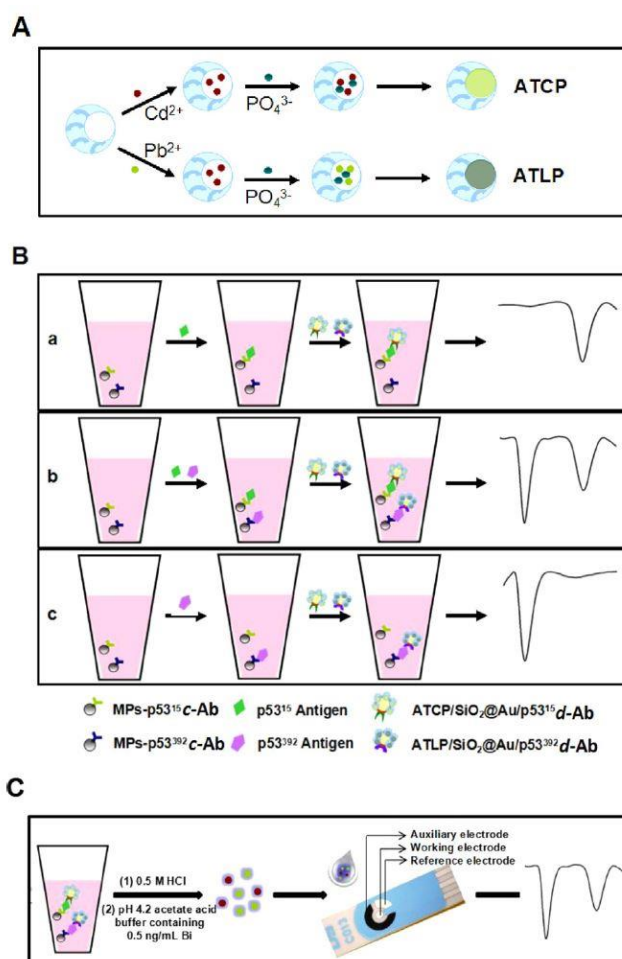 A
Cd²⁺
PO₄³⁻
ATCP
Pb²⁺
PO₄³⁻
ATLP
B
a
b
c
MPs-p53¹⁵c-Ab
p53¹⁵ Antigen
ATCP/SiO₂@Au/p53¹⁵d-Ab
MPs-p53³⁹²c-Ab
p53³⁹² Antigen
ATLP/SiO₂@Au/p53³⁹²d-Ab
C
(1) 0.5 M HCl
(2) pH 4.2 acetate acid
buffer containing
0.5 ng/mL Bi
Auxiliary electrode
Working electrode
Reference electrode
C013